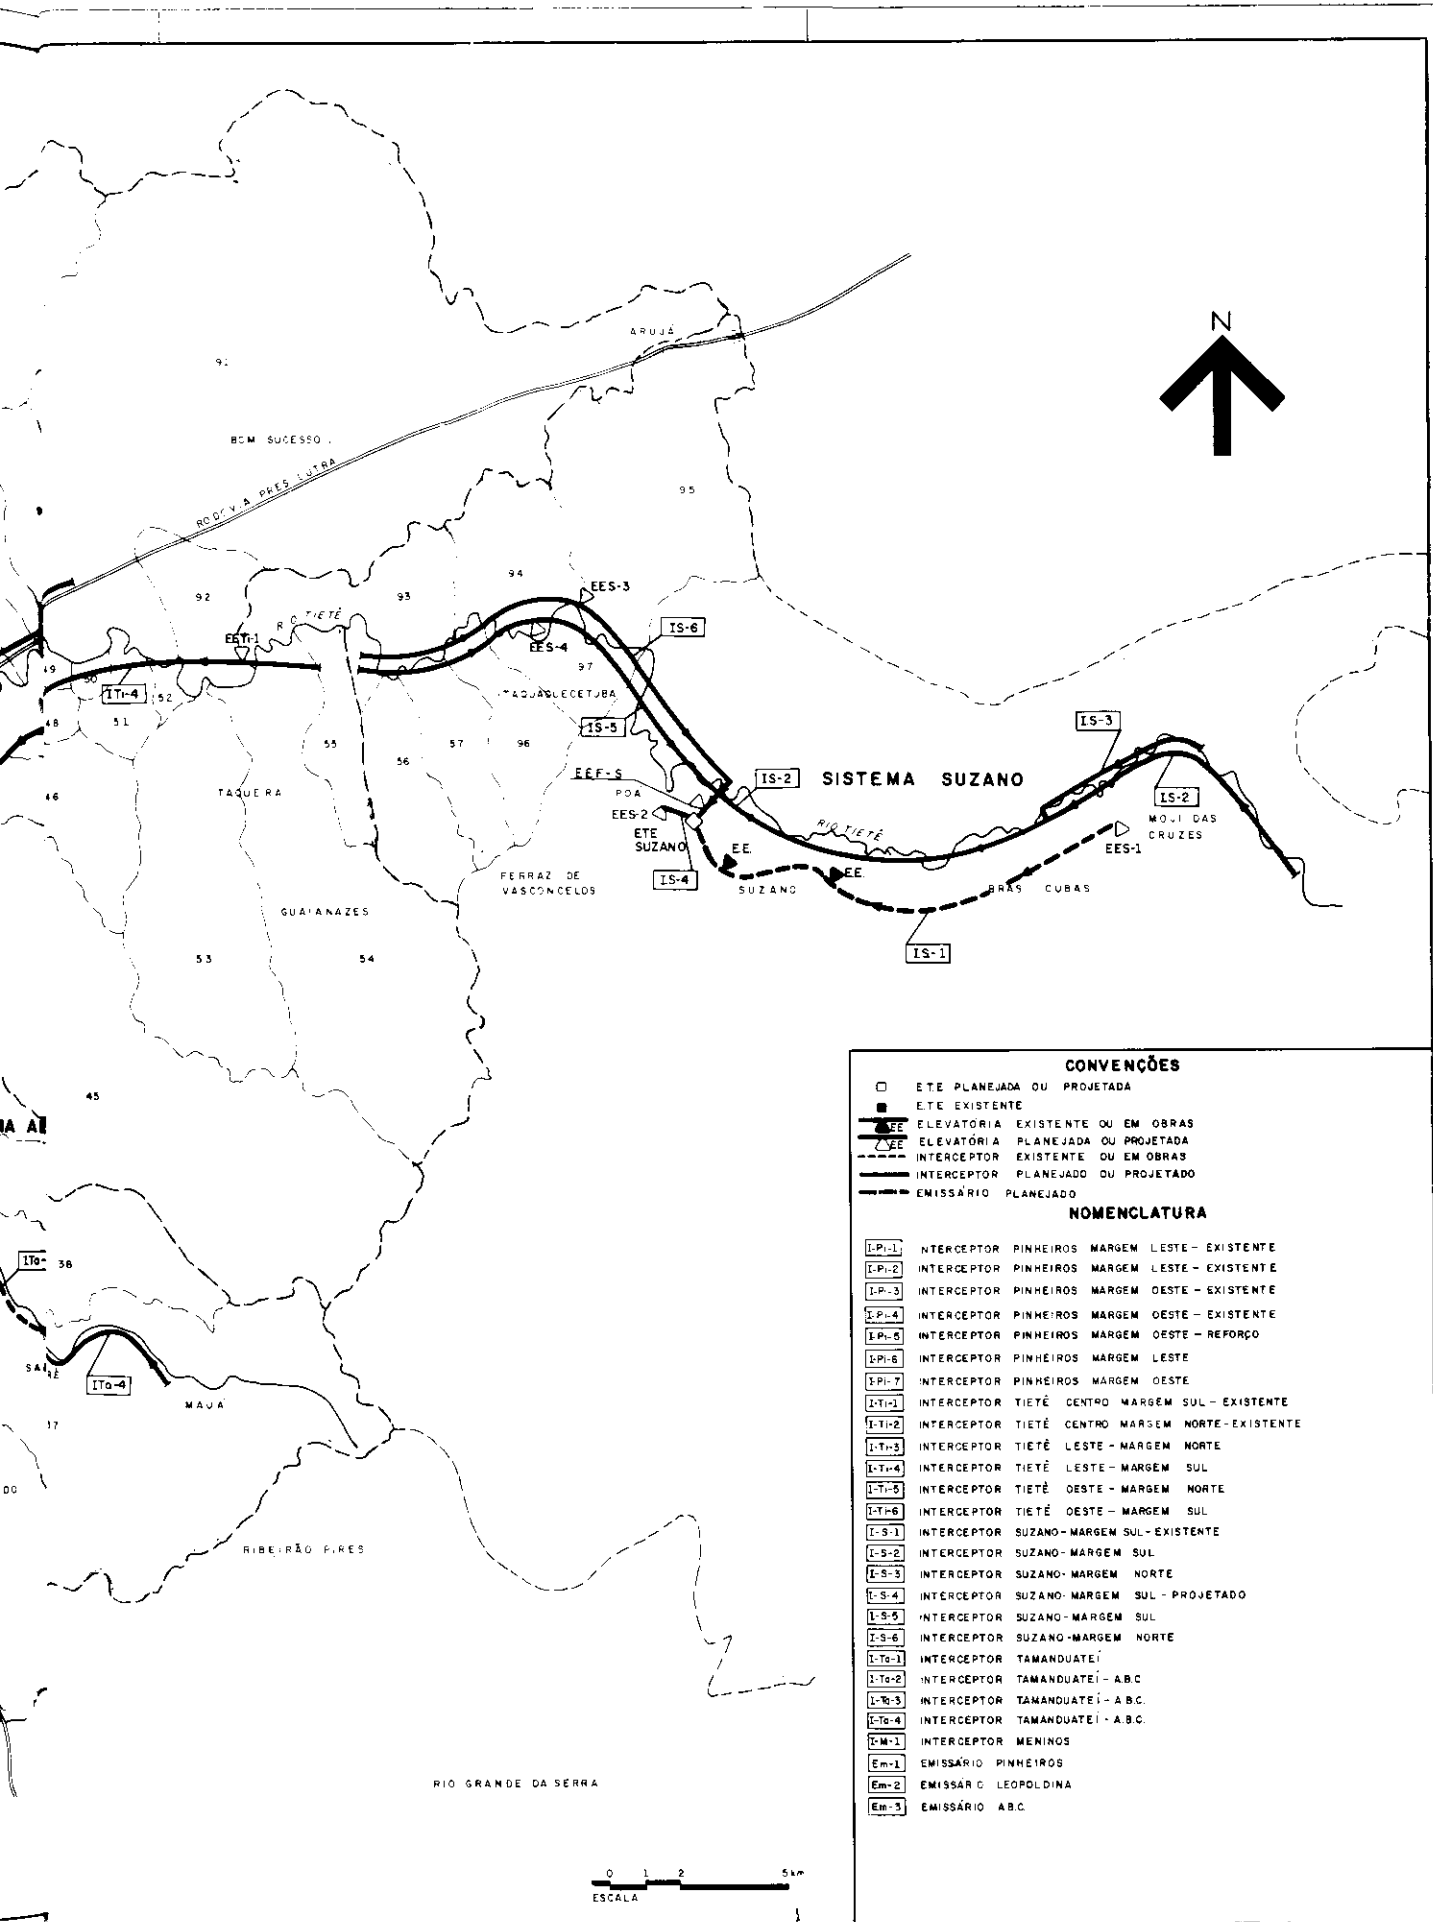 N
ARUJÁ
BOM SUCESSO
95
94
EES-3
92
93
RIO TIETÊ
IS-6
EES-4
97
49
50
ITi-4
52
ITAQUAQUECETUBA
48
51
IS-5
IS-3
55
57
96
56
EEF-S
IS-2
SISTEMA SUZANO
46
POA
IS-2
MOJI DAS
CRUZES
EES-2
RIO TIETÊ
ETE
SUZANO
EES-1
E.E.
EE.
IS-4
FERRAZ DE
VASCONCELOS
SUZANO
BRÁS CUBAS
GUAIANAZES
53
54
IS-1
45
38
ITa-4
MAUÁ
RIBEIRÃO PIRES
RIO GRANDE DA SERRA
0 1 2 5 km
ESCALA
CONVENÇÕES
E.T.E PLANEJADA OU PROJETADA
E.T.E EXISTENTE
EE ELEVATÓRIA EXISTENTE OU EM OBRAS
EE ELEVATÓRIA PLANEJADA OU PROJETADA
INTERCEPTOR EXISTENTE OU EM OBRAS
INTERCEPTOR PLANEJADO OU PROJETADO
EMISSÁRIO PLANEJADO
NOMENCLATURA
I-Pi-1 NTERCEPTOR PINHEIROS MARGEM LESTE - EXISTENTE
I-Pi-2 INTERCEPTOR PINHEIROS MARGEM LESTE - EXISTENTE
I-Pi-3 INTERCEPTOR PINHEIROS MARGEM OESTE - EXISTENTE
I-Pi-4 INTERCEPTOR PINHEIROS MARGEM OESTE - EXISTENTE
I-Pi-5 INTERCEPTOR PINHEIROS MARGEM OESTE - REFORÇO
I-Pi-6 INTERCEPTOR PINHEIROS MARGEM LESTE
I-Pi-7 INTERCEPTOR PINHEIROS MARGEM OESTE
I-Ti-1 INTERCEPTOR TIETÊ CENTRO MARGEM SUL - EXISTENTE
I-Ti-2 INTERCEPTOR TIETÊ CENTRO MARGEM NORTE - EXISTENTE
I-Ti-3 INTERCEPTOR TIETÊ LESTE - MARGEM NORTE
I-Ti-4 INTERCEPTOR TIETÊ LESTE - MARGEM SUL
I-Ti-5 INTERCEPTOR TIETÊ OESTE - MARGEM NORTE
I-Ti-6 INTERCEPTOR TIETÊ OESTE - MARGEM SUL
I-S-1 INTERCEPTOR SUZANO-MARGEM SUL-EXISTENTE
I-S-2 INTERCEPTOR SUZANO-MARGEM SUL
I-S-3 INTERCEPTOR SUZANO-MARGEM NORTE
I-S-4 INTERCEPTOR SUZANO-MARGEM SUL - PROJETADO
I-S-5 INTERCEPTOR SUZANO-MARGEM SUL
I-S-6 INTERCEPTOR SUZANO-MARGEM NORTE
I-Ta-1 INTERCEPTOR TAMANDUATEÍ
I-Ta-2 INTERCEPTOR TAMANDUATEÍ - A.B.C
I-Ta-3 INTERCEPTOR TAMANDUATEÍ - A.B.C.
I-Ta-4 INTERCEPTOR TAMANDUATEÍ - A.B.C.
I-M-1 INTERCEPTOR MENINOS
Em-1 EMISSÁRIO PINHEIROS
Em-2 EMISSÁRIO LEOPOLDINA
Em-3 EMISSÁRIO A.B.C.